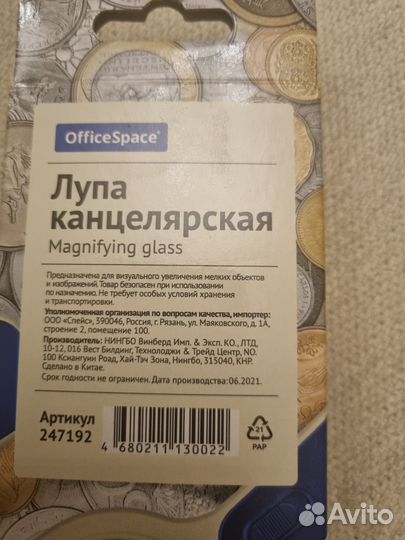 OfficeSpace®
Лупа
канцелярская
Magnifying glass
Предназначена для визуального увеличения мелких объектов
и изображений. Товар безопасен при использовании
по назначению. Не требует особых условий хранения
и транспортировки.
Уполномоченная организация по вопросам качества, импортер:
ООО «Спейс», 390046, Россия, г. Рязань, ул. Маяковского, д. 1А,
строение 2, помещение 100.
Производитель: НИНГБО Винберд Имп. & Эксп. КО., ЛТД,
10-12, 016 Вест Билдинг, Технолоджи & Трейд Центр, NO.
100 Ксиангуин Роад, Хай-Тэч Зона, Нингбо, 315040, КНР.
Сделано в Китае.
Срок годности не ограничен. Дата производства: 06.2021.
Артикул
247192
4 680211 130022
21
PAP
Avito